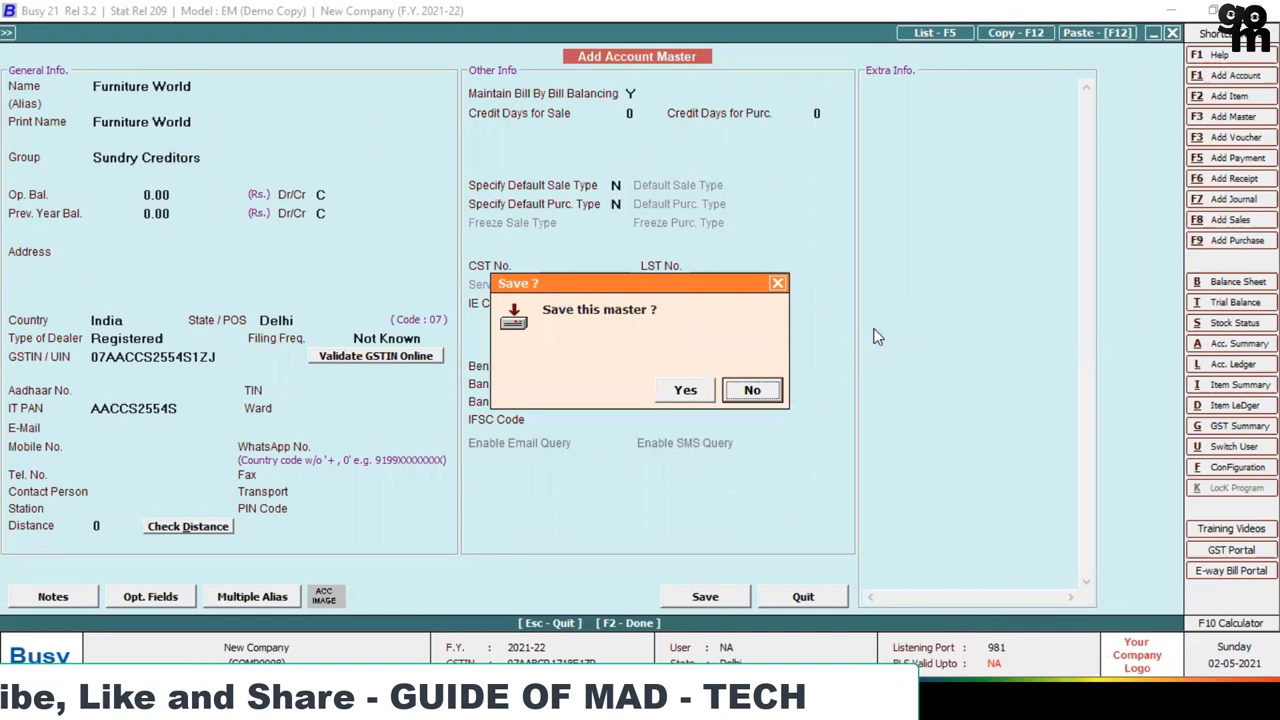 Busy 21 Rel 3.2 | Stat Rel 209 | Model : EM (Demo Copy) | New Company (F.Y. 2021-22)
gom
>> List - F5 Copy - F12 Paste - [F12]
Add Account Master
General Info. Other Info Extra Info.
Name Furniture World
(Alias)
Print Name Furniture World
Group Sundry Creditors
Op. Bal. 0.00 (Rs.) Dr/Cr C
Prev. Year Bal. 0.00 (Rs.) Dr/Cr C
Address
Country India State / POS Delhi (Code : 07)
Type of Dealer Registered Filing Freq. Not Known
GSTIN / UIN 07AACCS2554S1ZJ Validate GSTIN Online
Aadhaar No. TIN
IT PAN AACCS2554S Ward
E-Mail
Mobile No. WhatsApp No.
(Country code w/o '+ , 0' e.g. 9199XXXXXXXX)
Tel. No. Fax
Contact Person Transport
Station PIN Code
Distance 0 Check Distance
Maintain Bill By Bill Balancing Y
Credit Days for Sale 0 Credit Days for Purc. 0
Specify Default Sale Type N Default Sale Type
Specify Default Purc. Type N Default Purc. Type
Freeze Sale Type Freeze Purc. Type
CST No. LST No.
Serv
IE C
Save ?
Save this master ?
Yes No
Ben
Ban
Ban
IFSC Code
Enable Email Query Enable SMS Query
Notes Opt. Fields Multiple Alias ACC IMAGE Save Quit
[ Esc - Quit ] [ F2 - Done ]
F1 Help
F1 Add Account
F2 Add Item
F3 Add Master
F3 Add Voucher
F5 Add Payment
F6 Add Receipt
F7 Add Journal
F8 Add Sales
F9 Add Purchase
B Balance Sheet
T Trial Balance
S Stock Status
A Acc. Summary
L Acc. Ledger
I Item Summary
D Item LeDger
G GST Summary
U Switch User
F ConFiguration
K LocK Program
Training Videos
GST Portal
E-way Bill Portal
F10 Calculator
Busy New Company F.Y. : 2021-22 User : NA Listening Port : 981 Your Company Logo Sunday
NA 02-05-2021
ibe, Like and Share - GUIDE OF MAD - TECH